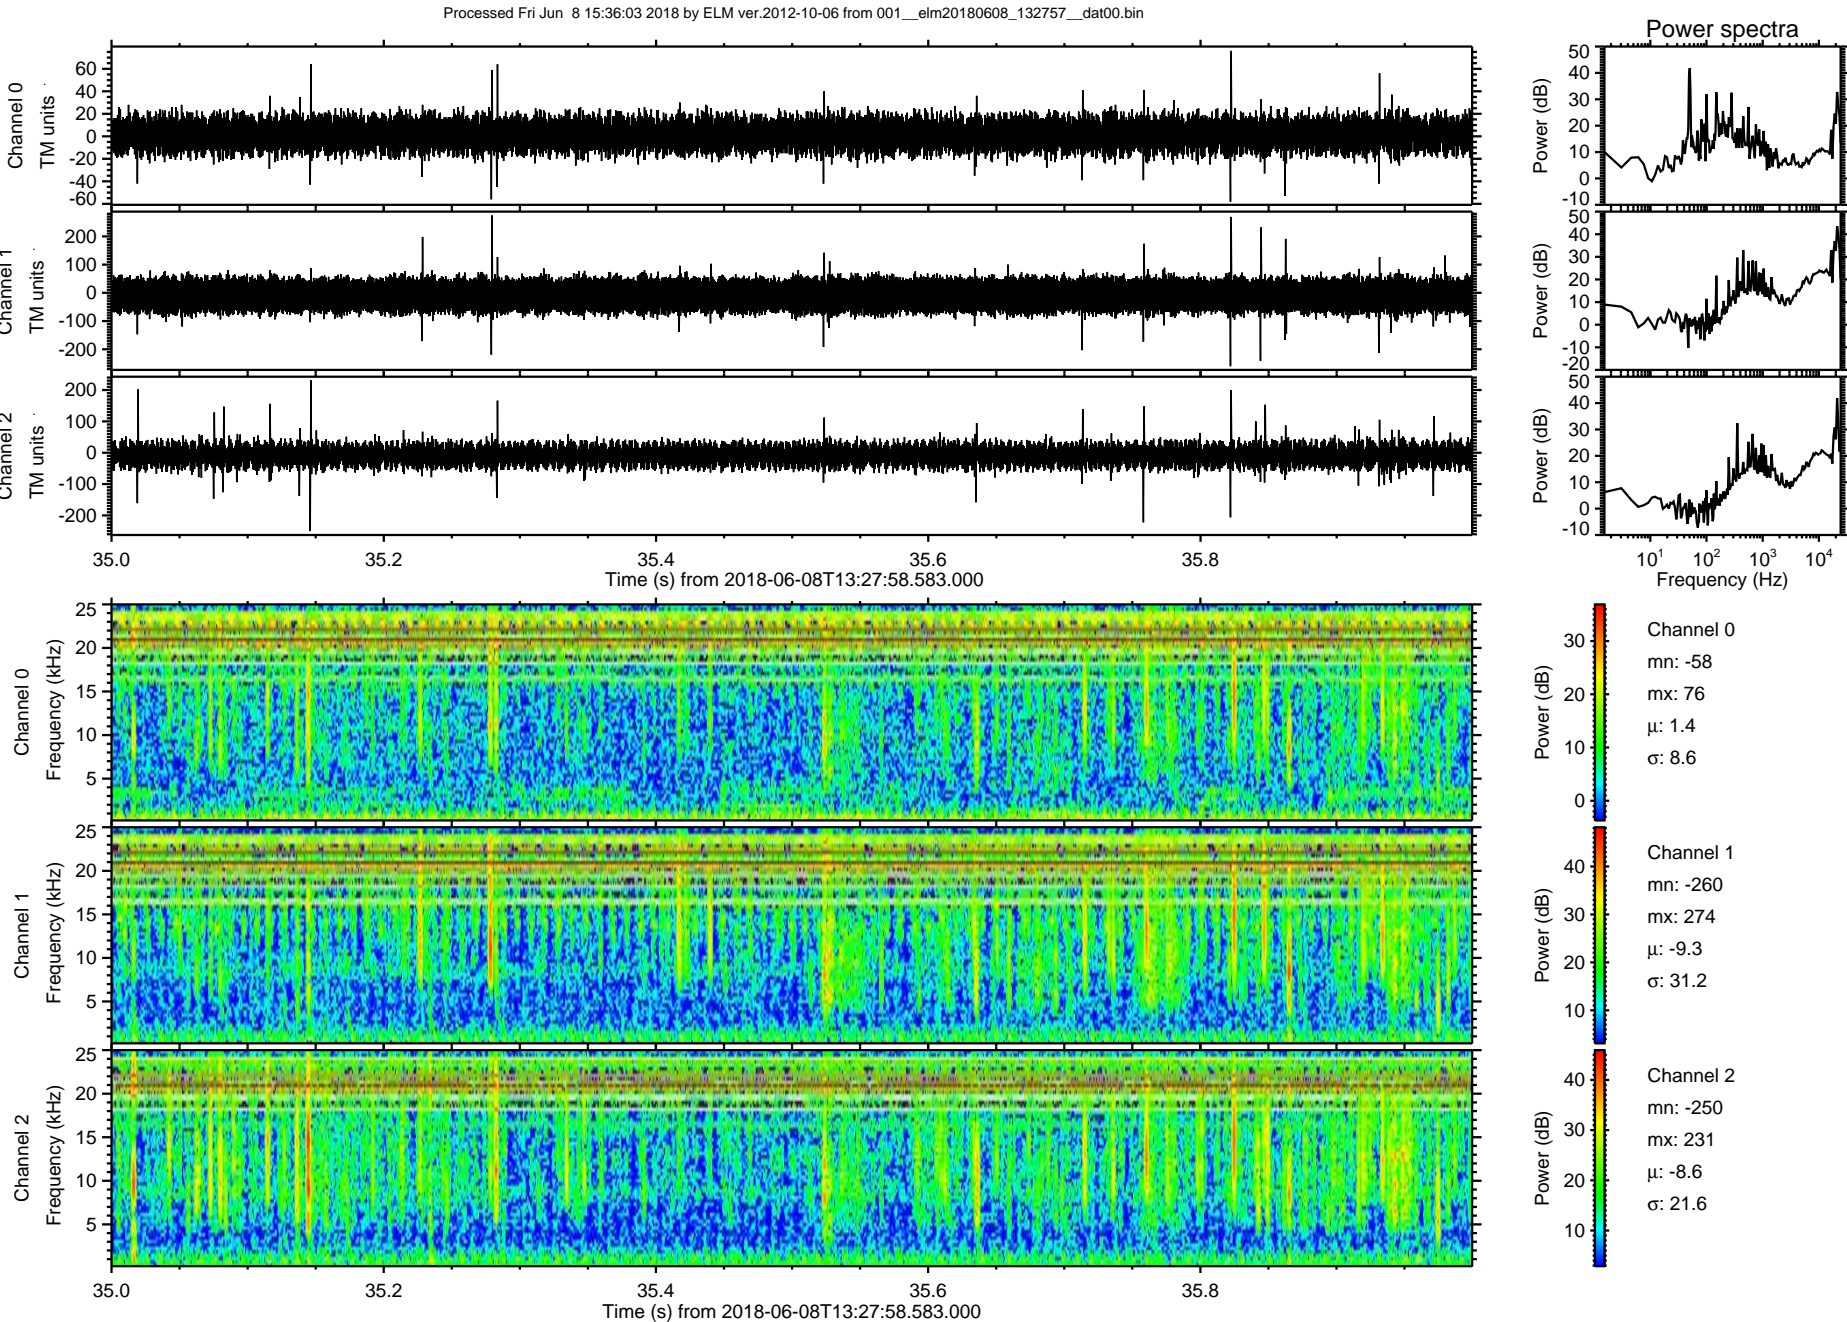 Processed Fri Jun  8 15:36:03 2018 by ELM ver.2012-10-06 from 001__elm20180608_132757__dat00.bin
Power spectra
Channel 0
TM units
60
40
20
0
-20
-40
-60
Power (dB)
50
40
30
20
10
0
-10
Channel 1
TM units
200
100
0
-100
-200
Power (dB)
50
40
30
20
10
0
-10
-20
Channel 2
TM units
200
100
0
-100
-200
Power (dB)
50
40
30
20
10
0
-10
35.0 35.2 35.4 35.6 35.8
Time (s) from 2018-06-08T13:27:58.583.000
10¹ 10² 10³ 10⁴
Frequency (Hz)
Channel 0
Frequency (kHz)
25
20
15
10
5
Power (dB)
30
20
10
0
Channel 0
mn: -58
mx: 76
μ: 1.4
σ: 8.6
Channel 1
Frequency (kHz)
25
20
15
10
5
Power (dB)
40
30
20
10
Channel 1
mn: -260
mx: 274
μ: -9.3
σ: 31.2
Channel 2
Frequency (kHz)
25
20
15
10
5
Power (dB)
40
30
20
10
Channel 2
mn: -250
mx: 231
μ: -8.6
σ: 21.6
35.0 35.2 35.4 35.6 35.8
Time (s) from 2018-06-08T13:27:58.583.000